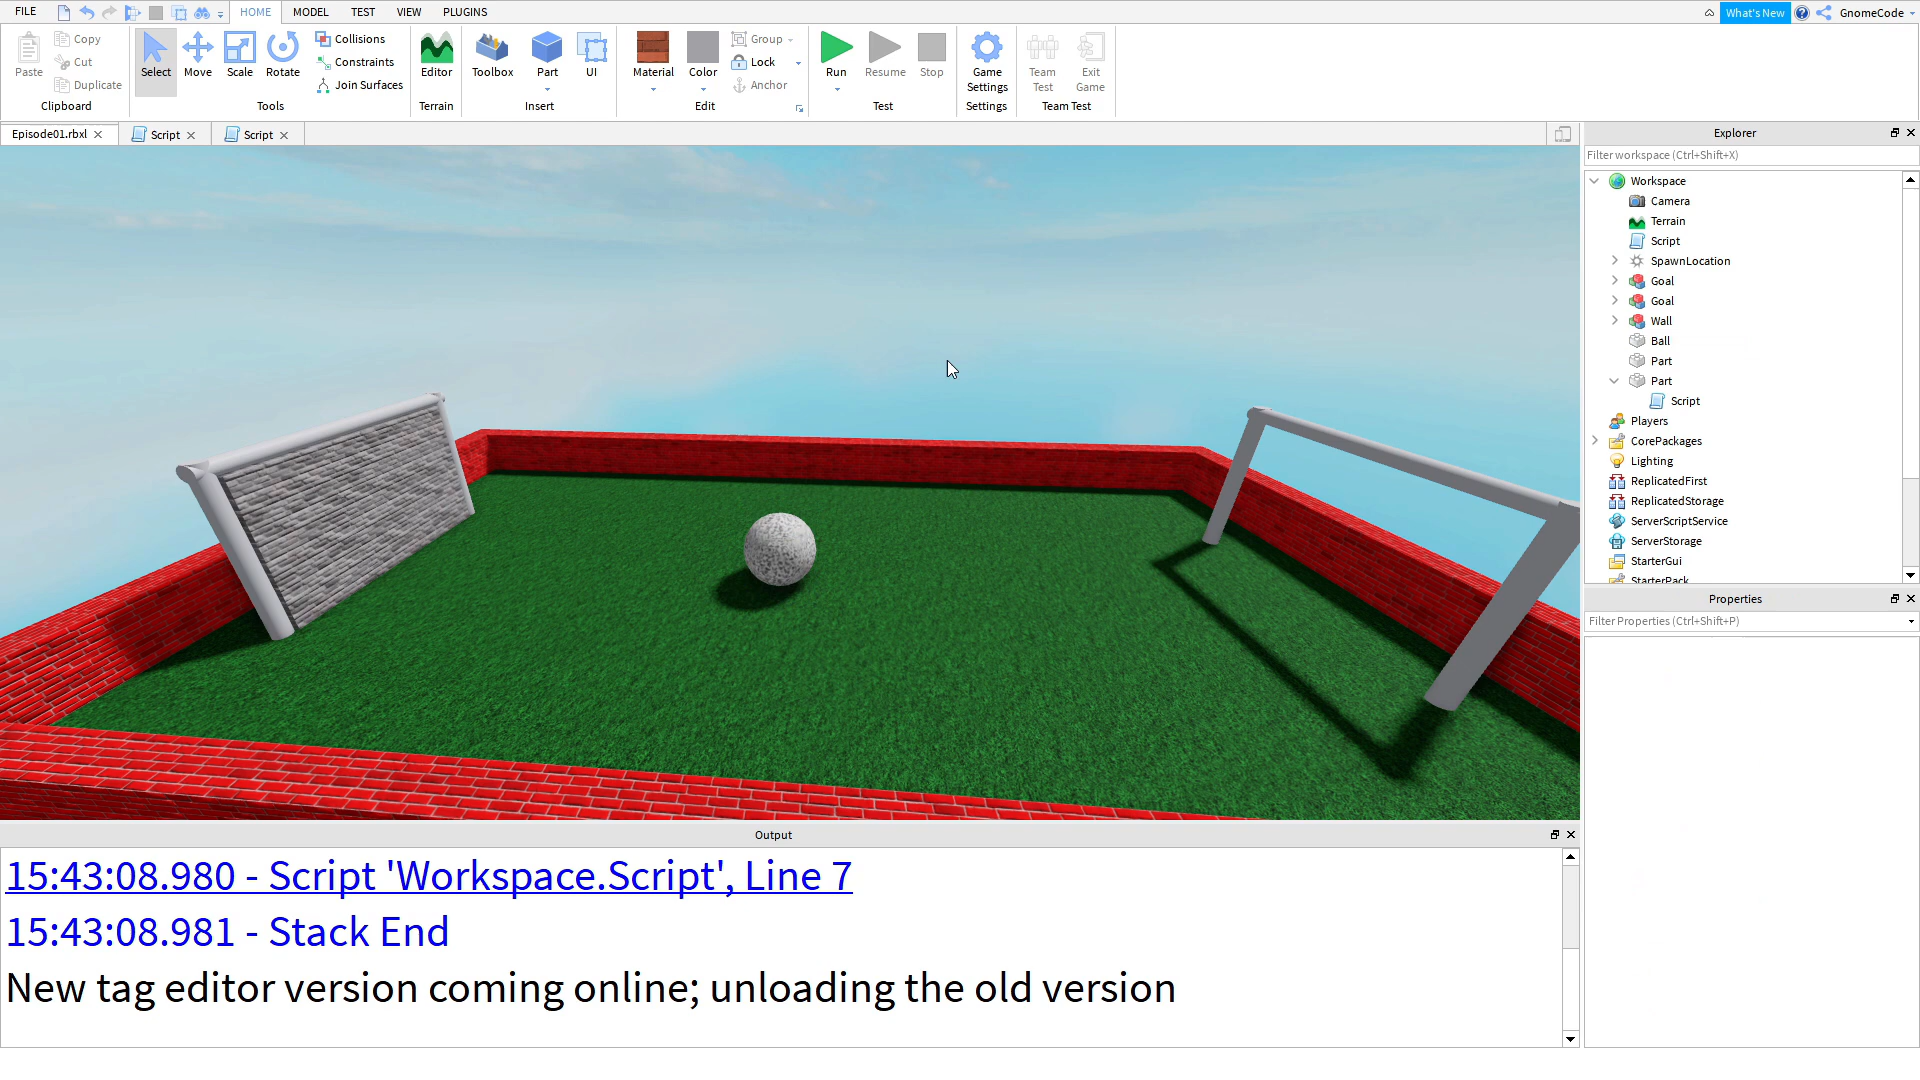 FILE HOME MODEL TEST VIEW PLUGINS What's New GnomeCode
Paste Copy Cut Duplicate Clipboard
Select Move Scale Rotate Collisions Constraints Join Surfaces Tools
Editor Terrain
Toolbox Part UI Insert
Material Color Group Lock Anchor Edit
Run Resume Stop Test
Game Settings Settings
Team Test Exit Game Team Test
Episode01.rbxl Script Script
Explorer
Filter workspace (Ctrl+Shift+X)
Workspace
Camera
Terrain
Script
SpawnLocation
Goal
Goal
Wall
Ball
Part
Part
Script
Players
CorePackages
Lighting
ReplicatedFirst
ReplicatedStorage
ServerScriptService
ServerStorage
StarterGui
StarterPack
Properties
Filter Properties (Ctrl+Shift+P)
Output
15:43:08.980 - Script 'Workspace.Script', Line 7
15:43:08.981 - Stack End
New tag editor version coming online; unloading the old version